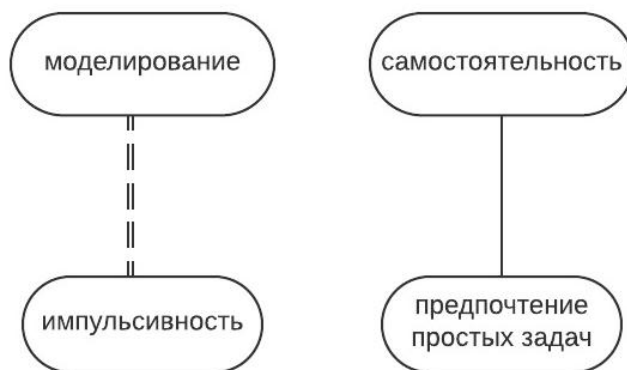 моделирование
самостоятельность
импульсивность
предпочтение
простых задач